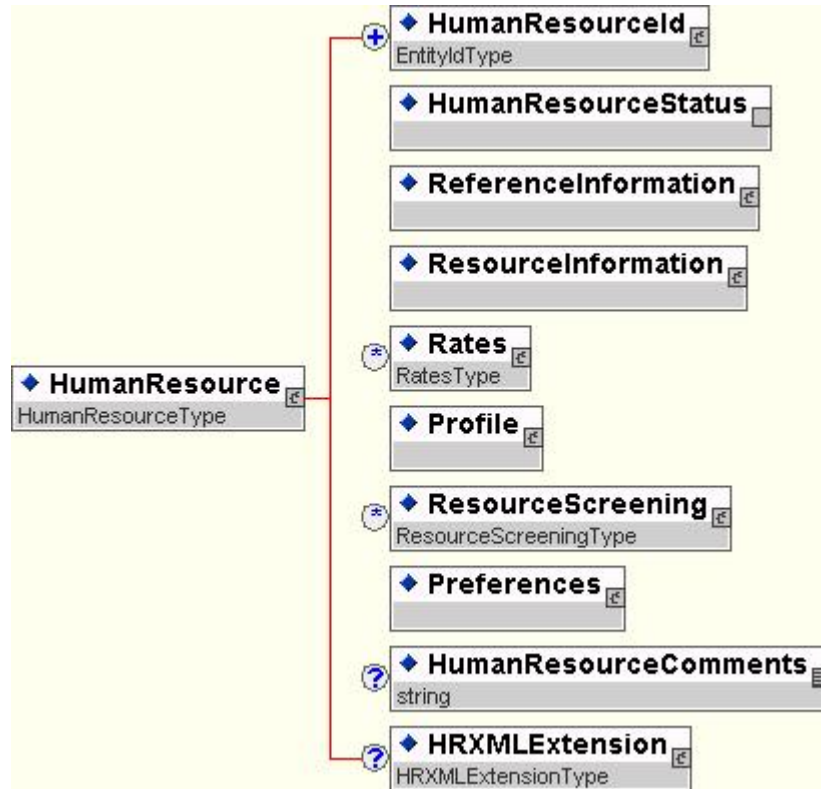 HumanResourceId
EntityIdType
HumanResourceStatus
ReferenceInformation
ResourceInformation
Rates
RatesType
HumanResource
HumanResourceType
Profile
ResourceScreening
ResourceScreeningType
Preferences
HumanResourceComments
string
HRXMLExtension
HRXMLExtensionType